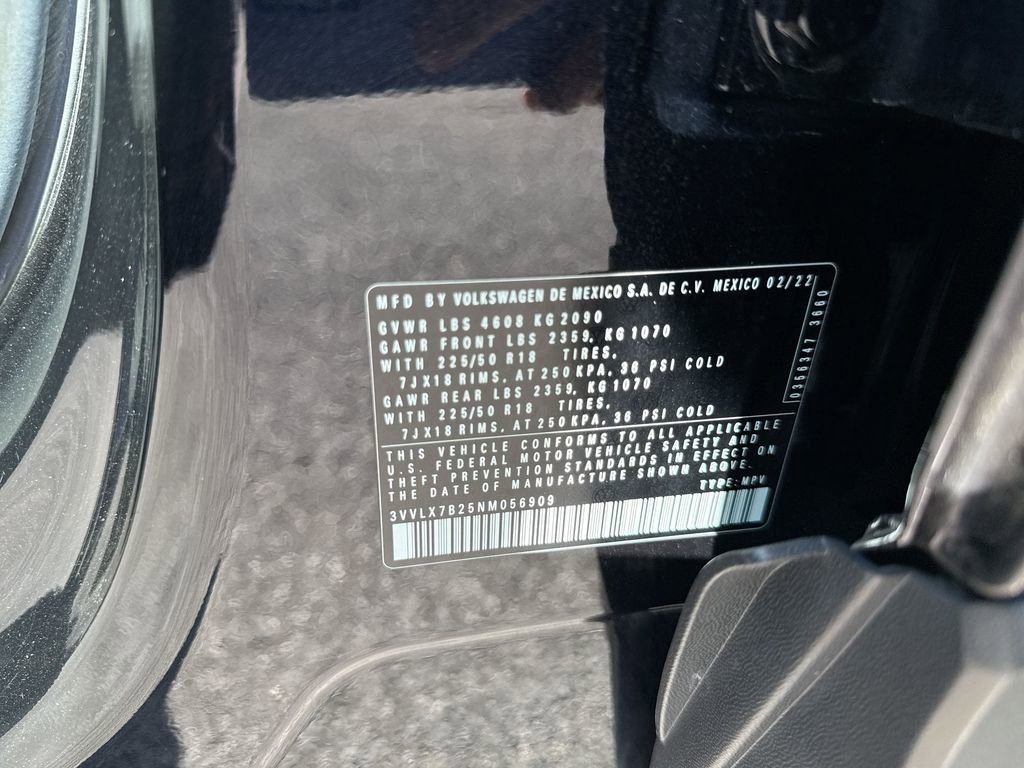 MFD BY VOLKSWAGEN DE MEXICO S.A. DE C.V. MEXICO 02/22
GVWR LBS 4608 KG 2090
GAWR FRONT LBS 2359, KG 1070
WITH 225/50 R18 TIRES,
7JX18 RIMS, AT 250 KPA, 36 PSI COLD
GAWR REAR LBS 2359, KG 1070
WITH 225/50 R18 TIRES,
7JX18 RIMS, AT 250 KPA, 36 PSI COLD
THIS VEHICLE CONFORMS TO ALL APPLICABLE
U.S. FEDERAL MOTOR VEHICLE SAFETY AND
THEFT PREVENTION STANDARDS IN EFFECT ON
THE DATE OF MANUFACTURE SHOWN ABOVE.
3VVLX7B25NM056909 TYPE: MPV
0356347 3660